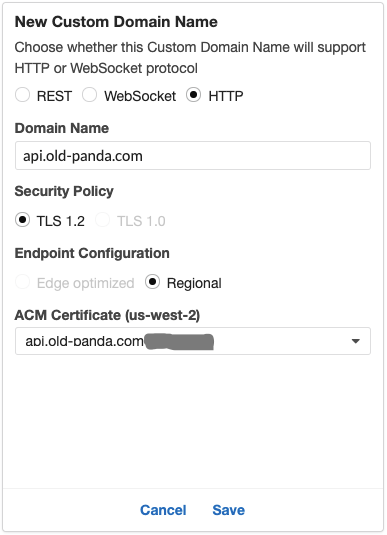 New Custom Domain Name
Choose whether this Custom Domain Name will support
HTTP or WebSocket protocol
REST WebSocket HTTP
Domain Name
api.old-panda.com
Security Policy
TLS 1.2 TLS 1.0
Endpoint Configuration
Edge optimized Regional
ACM Certificate (us-west-2)
api.old-panda.com
Cancel Save